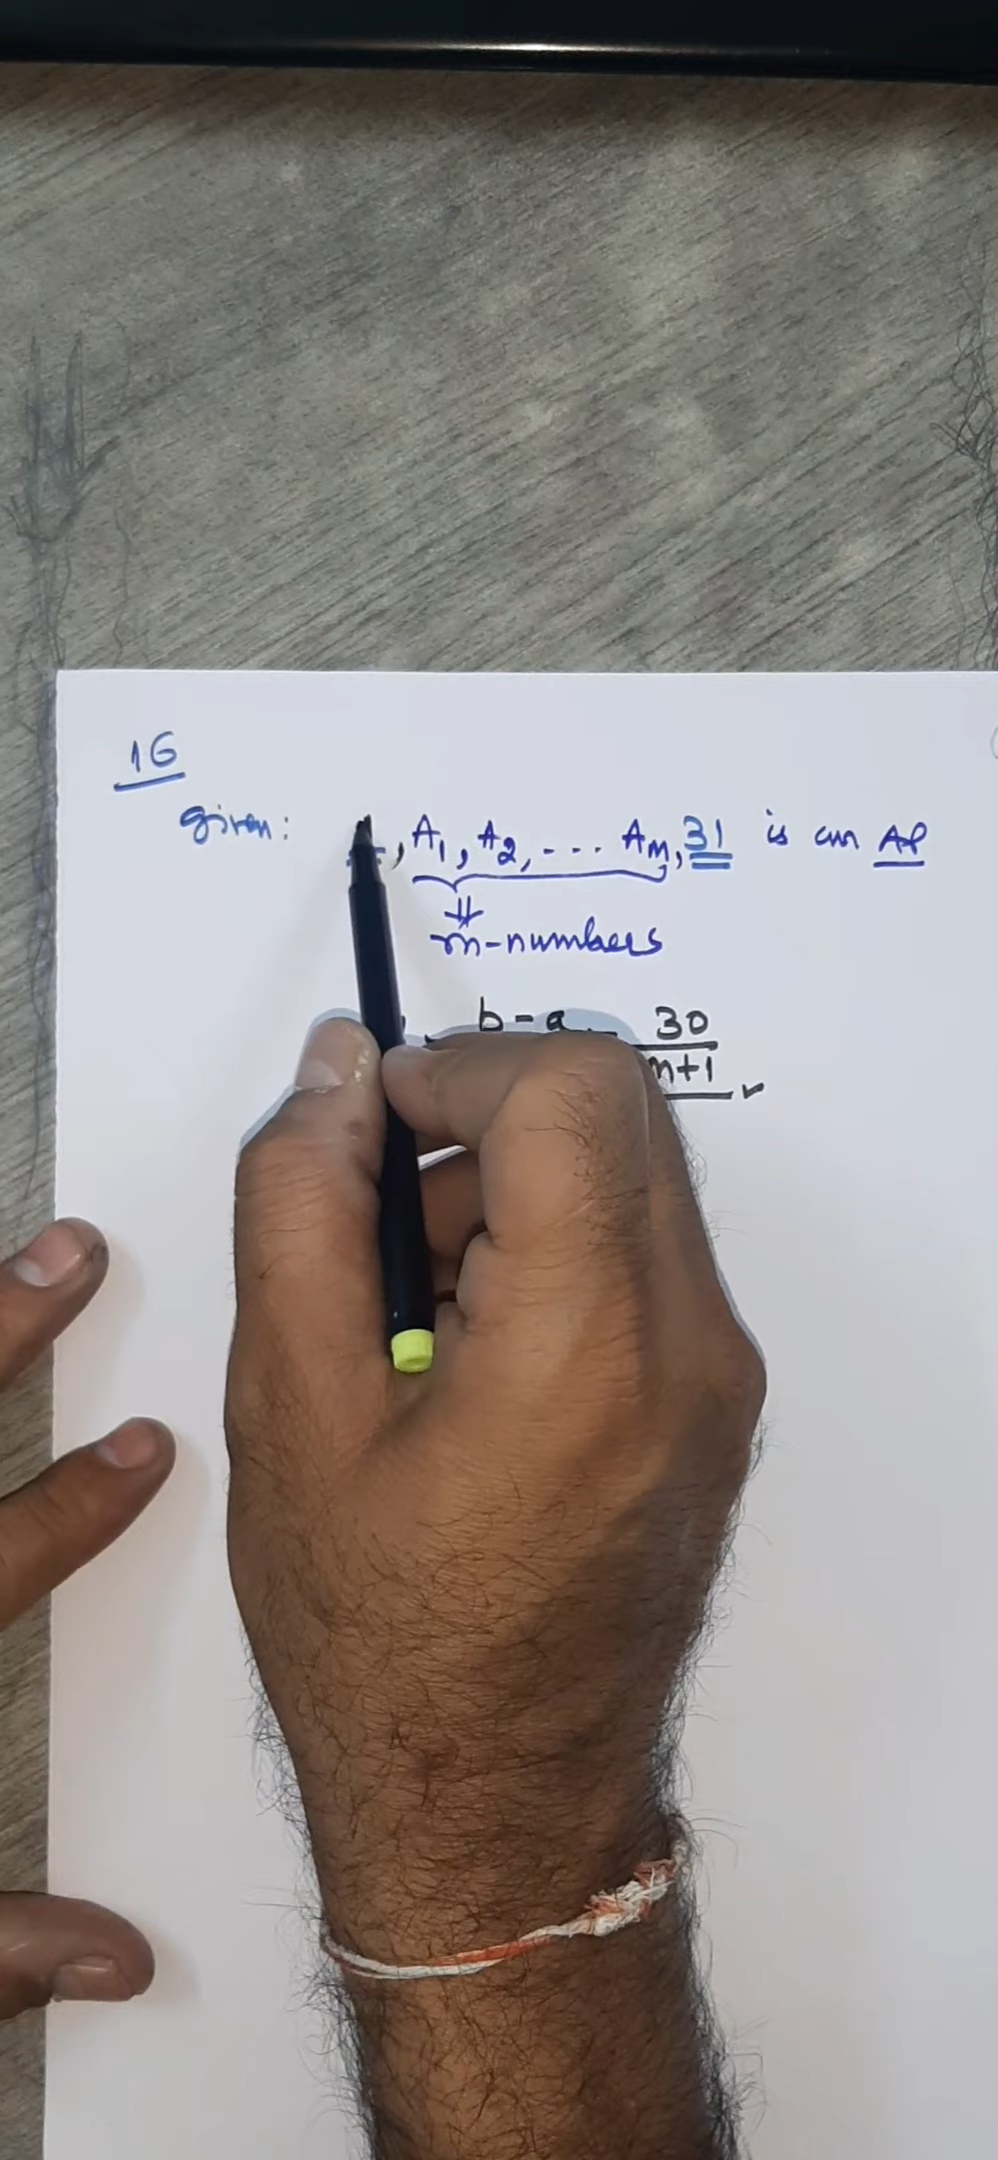 16
given: , A1, A2, ... Am, 31 is an AP
m-numbers
b-a 30
m+1